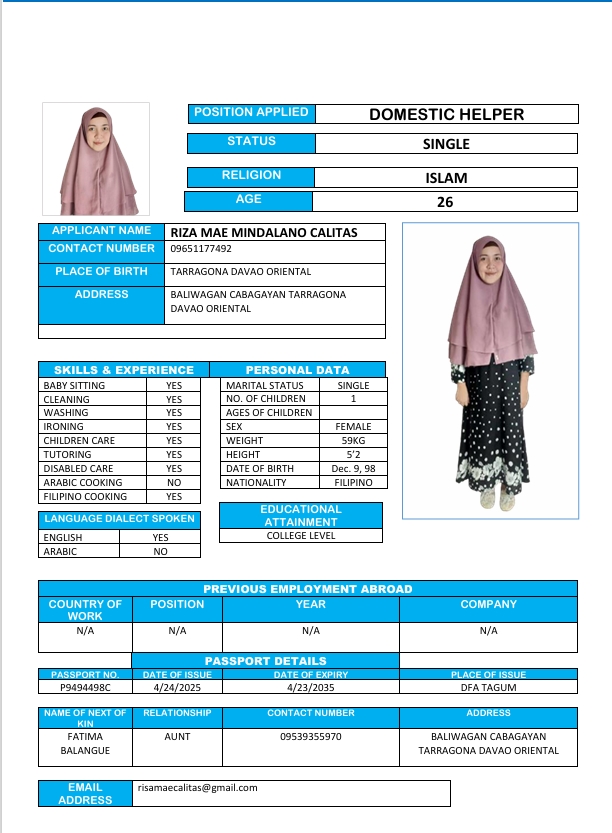 POSITION APPLIED DOMESTIC HELPER
STATUS SINGLE
RELIGION ISLAM
AGE 26
APPLICANT NAME RIZA MAE MINDALANO CALITAS
CONTACT NUMBER 09651177492
PLACE OF BIRTH TARRAGONA DAVAO ORIENTAL
ADDRESS BALIWAGAN CABAGAYAN TARRAGONA
DAVAO ORIENTAL
SKILLS & EXPERIENCE
BABY SITTING YES
CLEANING YES
WASHING YES
IRONING YES
CHILDREN CARE YES
TUTORING YES
DISABLED CARE YES
ARABIC COOKING NO
FILIPINO COOKING YES
LANGUAGE DIALECT SPOKEN
ENGLISH YES
ARABIC NO
PERSONAL DATA
MARITAL STATUS SINGLE
NO. OF CHILDREN 1
AGES OF CHILDREN
SEX FEMALE
WEIGHT 59KG
HEIGHT 5’2
DATE OF BIRTH Dec. 9, 98
NATIONALITY FILIPINO
EDUCATIONAL
ATTAINMENT
COLLEGE LEVEL
PREVIOUS EMPLOYMENT ABROAD
COUNTRY OF
WORK
POSITION YEAR COMPANY
N/A N/A N/A N/A
PASSPORT DETAILS
PASSPORT NO. DATE OF ISSUE DATE OF EXPIRY PLACE OF ISSUE
P9494498C 4/24/2025 4/23/2035 DFA TAGUM
NAME OF NEXT OF
KIN
RELATIONSHIP CONTACT NUMBER ADDRESS
FATIMA
BALANGUE
AUNT 09539355970 BALIWAGAN CABAGAYAN
TARRAGONA DAVAO ORIENTAL
EMAIL
ADDRESS
risamaecalitas@gmail.com